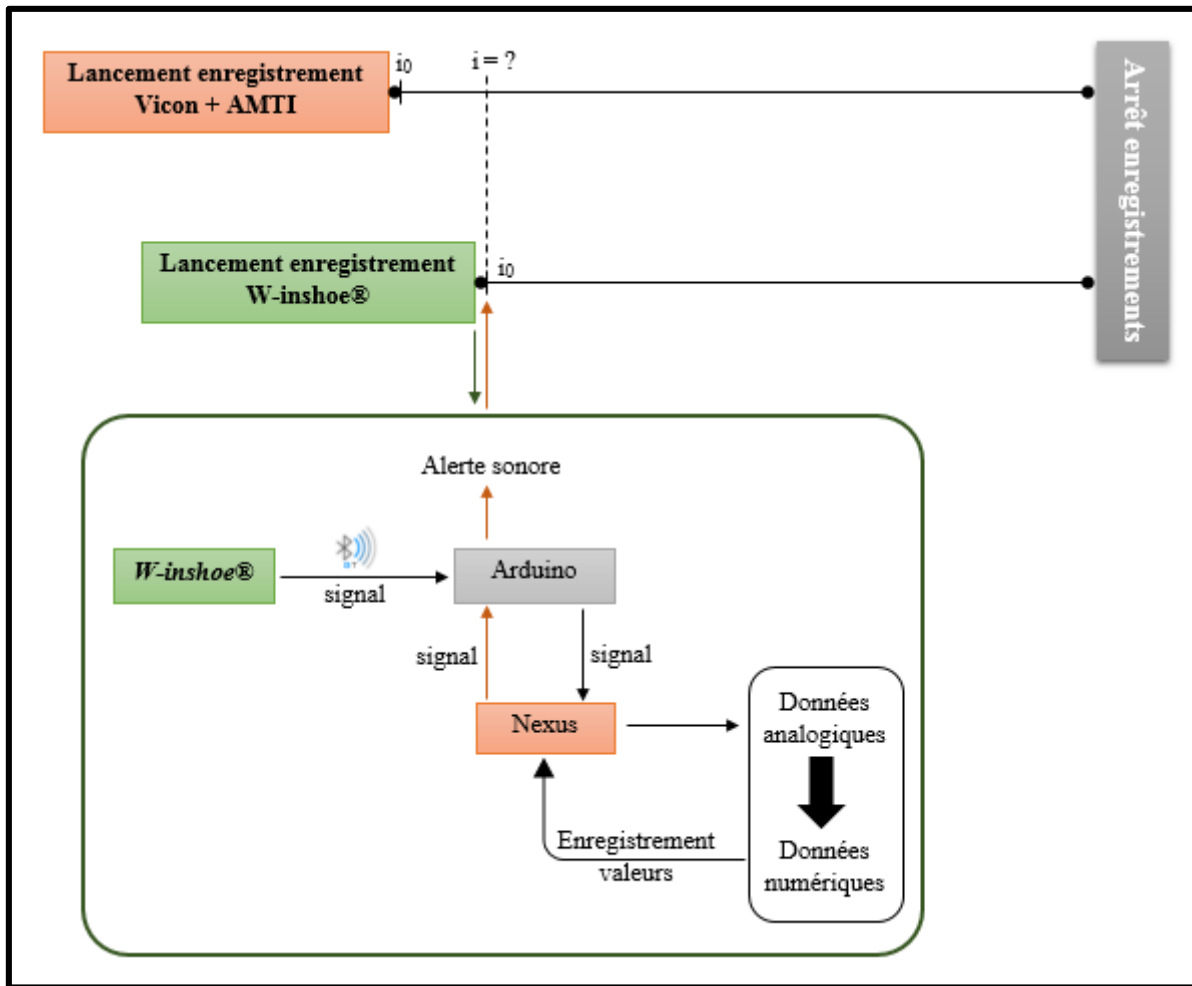 Lancement enregistrement
Vicon + AMTI
i0
i = ?
Arrêt enregistrements
Lancement enregistrement
W-inshoe®
i0
Alerte sonore
W-inshoe®
signal
Arduino
signal
signal
Nexus
Données
analogiques
Enregistrement
valeurs
Données
numériques